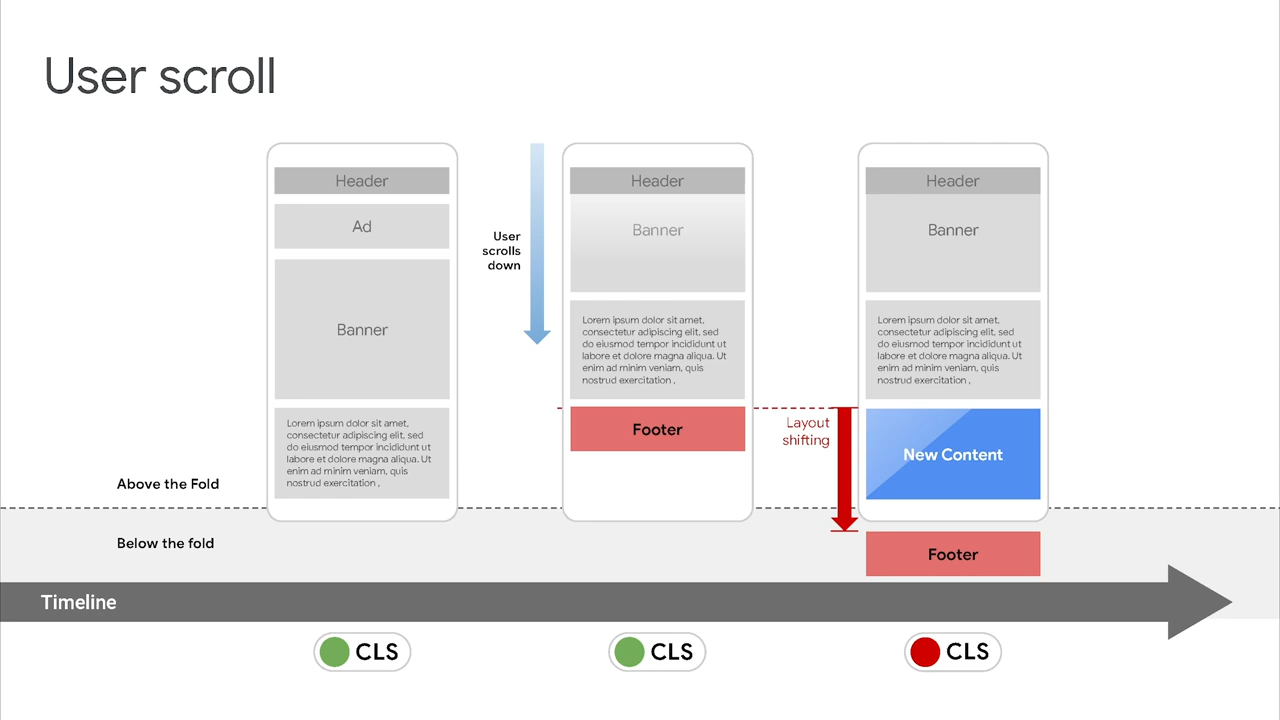 User scroll
Header
Ad
Banner
Lorem ipsum dolor sit amet,
consectetur adipiscing elit, sed
do eiusmod tempor incididunt ut
labore et dolore magna aliqua. Ut
enim ad minim veniam, quis
nostrud exercitation .
User
scrolls
down
Header
Banner
Lorem ipsum dolor sit amet,
consectetur adipiscing elit, sed
do eiusmod tempor incididunt ut
labore et dolore magna aliqua. Ut
enim ad minim veniam, quis
nostrud exercitation .
Footer
Layout
shifting
Header
Banner
Lorem ipsum dolor sit amet,
consectetur adipiscing elit, sed
do eiusmod tempor incididunt ut
labore et dolore magna aliqua. Ut
enim ad minim veniam, quis
nostrud exercitation .
New Content
Footer
Above the Fold
Below the fold
Timeline
CLS
CLS
CLS